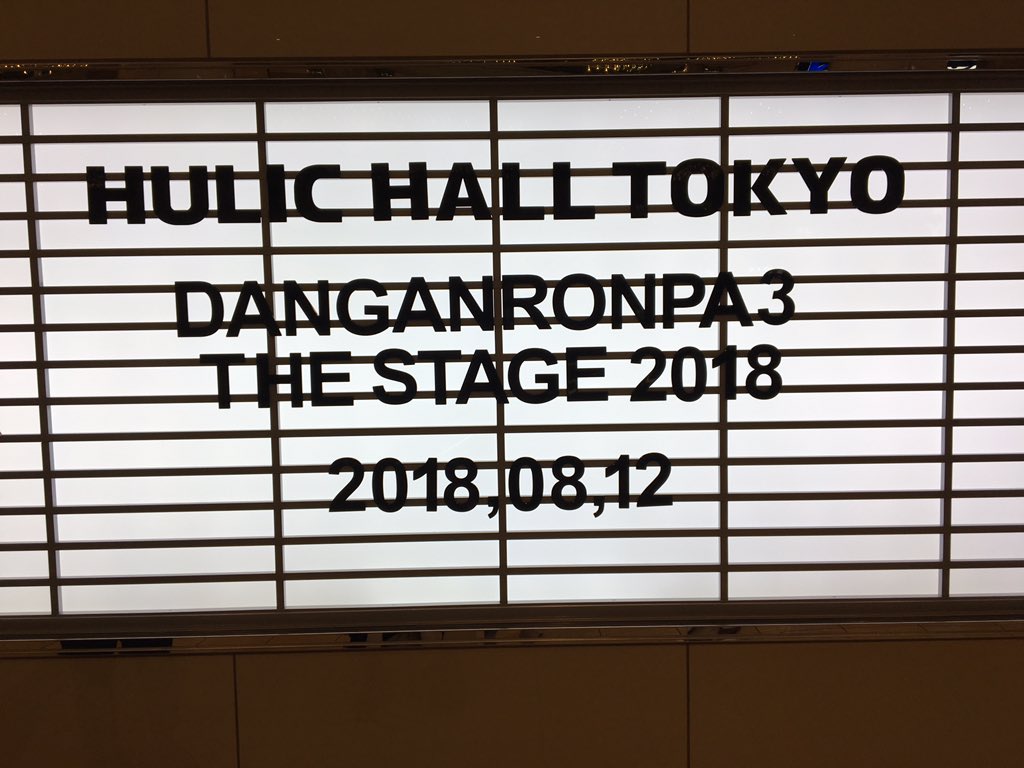 HULIC HALL TOKYO
DANGANRONPA3
THE STAGE 2018
2018,08,12